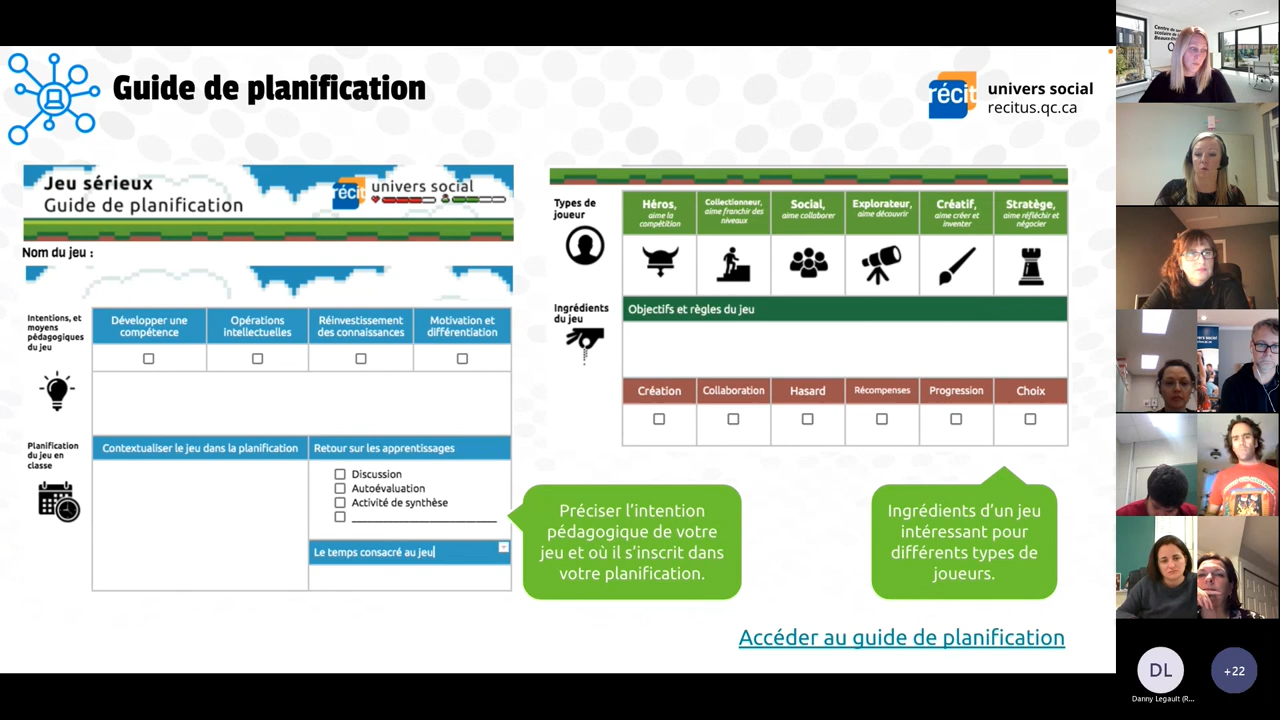 Guide de planification
récit
univers social
recitus.qc.ca
Jeu sérieux
Guide de planification
récit
univers social
Nom du jeu :
Intentions, et
moyens
pédagogiques
du jeu
Développer une
compétence
Opérations
intellectuelles
Réinvestissement
des connaissances
Motivation et
différentiation
Planification
du jeu en
classe
Contextualiser le jeu dans la planification
Retour sur les apprentissages
Discussion
Autoévaluation
Activité de synthèse
Le temps consacré au jeu
Types de
joueur
Héros,
aime la
compétition
Collectionneur,
aime franchir des
niveaux
Social,
aime collaborer
Explorateur,
aime découvrir
Créatif,
aime créer et
inventer
Stratège,
aime réfléchir et
négocier
Ingrédients
du jeu
Objectifs et règles du jeu
Création
Collaboration
Hasard
Récompenses
Progression
Choix
Préciser l'intention
pédagogique de votre
jeu et où il s'inscrit dans
votre planification.
Ingrédients d'un jeu
intéressant pour
différents types de
joueurs.
Accéder au guide de planification
DL
Danny Legault (R...
+22